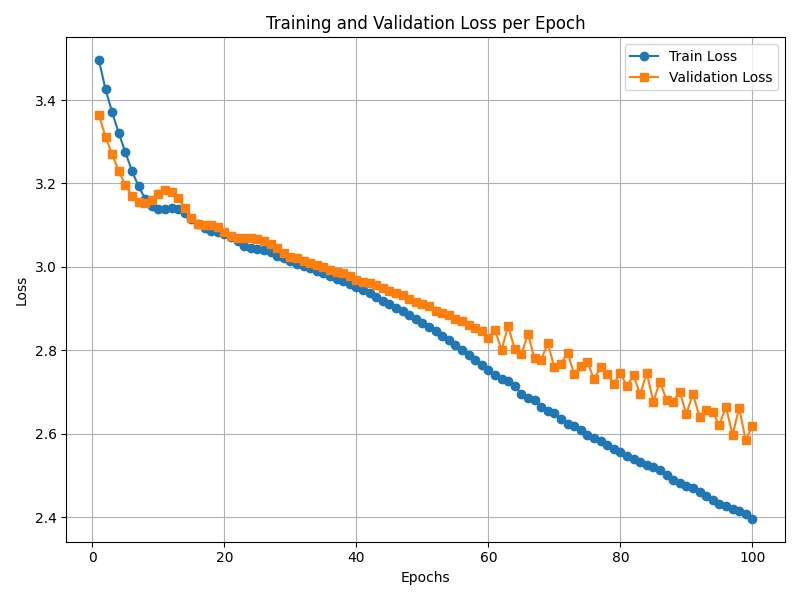 Training and Validation Loss per Epoch
Train Loss
Validation Loss
Loss
3.4
3.2
3.0
2.8
2.6
2.4
0 20 40 60 80 100
Epochs